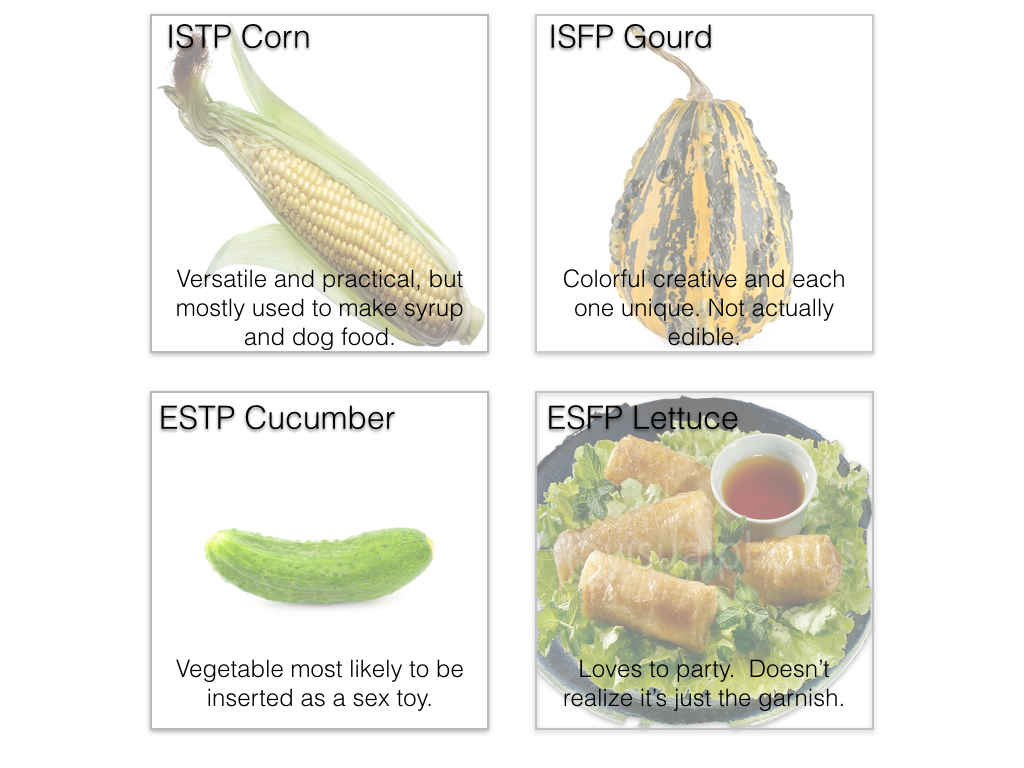 ISTP Corn
Versatile and practical, but
mostly used to make syrup
and dog food.
ISFP Gourd
Colorful creative and each
one unique. Not actually
edible.
ESTP Cucumber
Vegetable most likely to be
inserted as a sex toy.
ESFP Lettuce
Loves to party.  Doesn't
realize it's just the garnish.